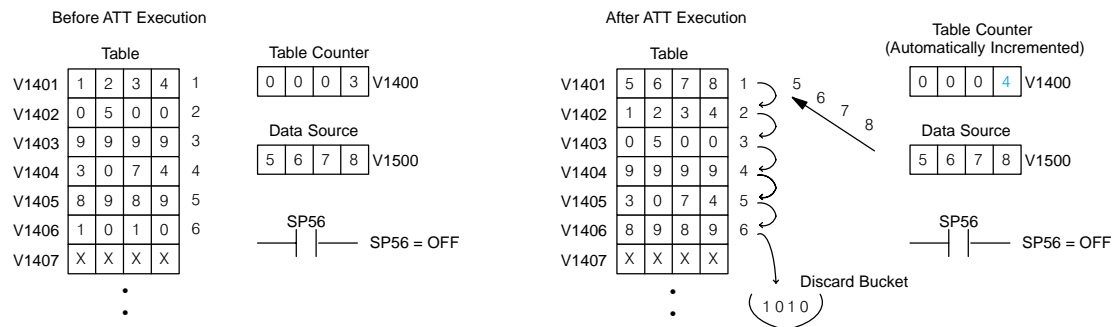 Before ATT Execution
Table
V1401 1 2 3 4 1
V1402 0 5 0 0 2
V1403 9 9 9 9 3
V1404 3 0 7 4 4
V1405 8 9 8 9 5
V1406 1 0 1 0 6
V1407 X X X X
Table Counter
0 0 0 3 V1400
Data Source
5 6 7 8 V1500
SP56
SP56 = OFF
After ATT Execution
Table
V1401 5 6 7 8 1
V1402 1 2 3 4 2
V1403 0 5 0 0 3
V1404 9 9 9 9 4
V1405 3 0 7 4 5
V1406 8 9 8 9 6
V1407 X X X X
5 6 7 8
Discard Bucket
1 0 1 0
Table Counter
(Automatically Incremented)
0 0 0 4 V1400
Data Source
5 6 7 8 V1500
SP56
SP56 = OFF